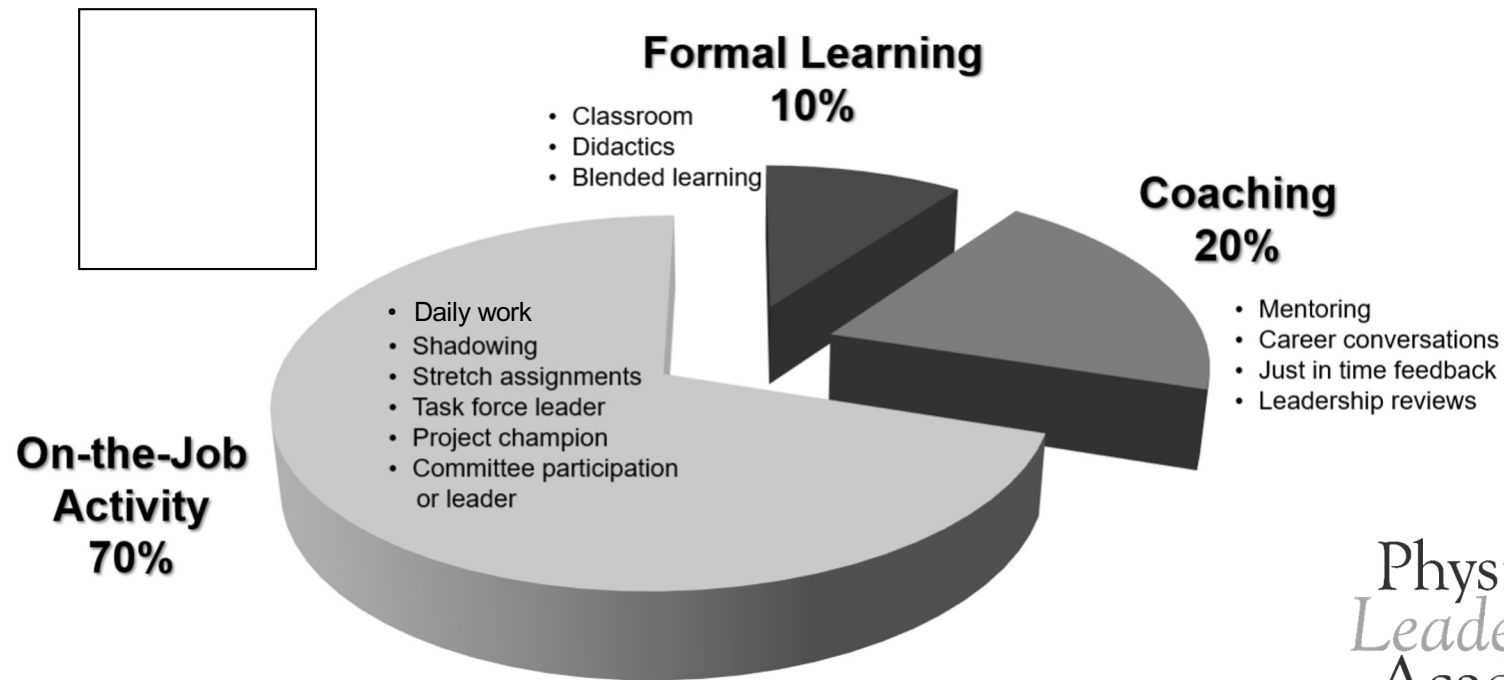 Formal Learning
10%
• Classroom
• Didactics
• Blended learning
Coaching
20%
• Mentoring
• Career conversations
• Just in time feedback
• Leadership reviews
• Daily work
• Shadowing
• Stretch assignments
• Task force leader
• Project champion
• Committee participation
or leader
On-the-Job
Activity
70%